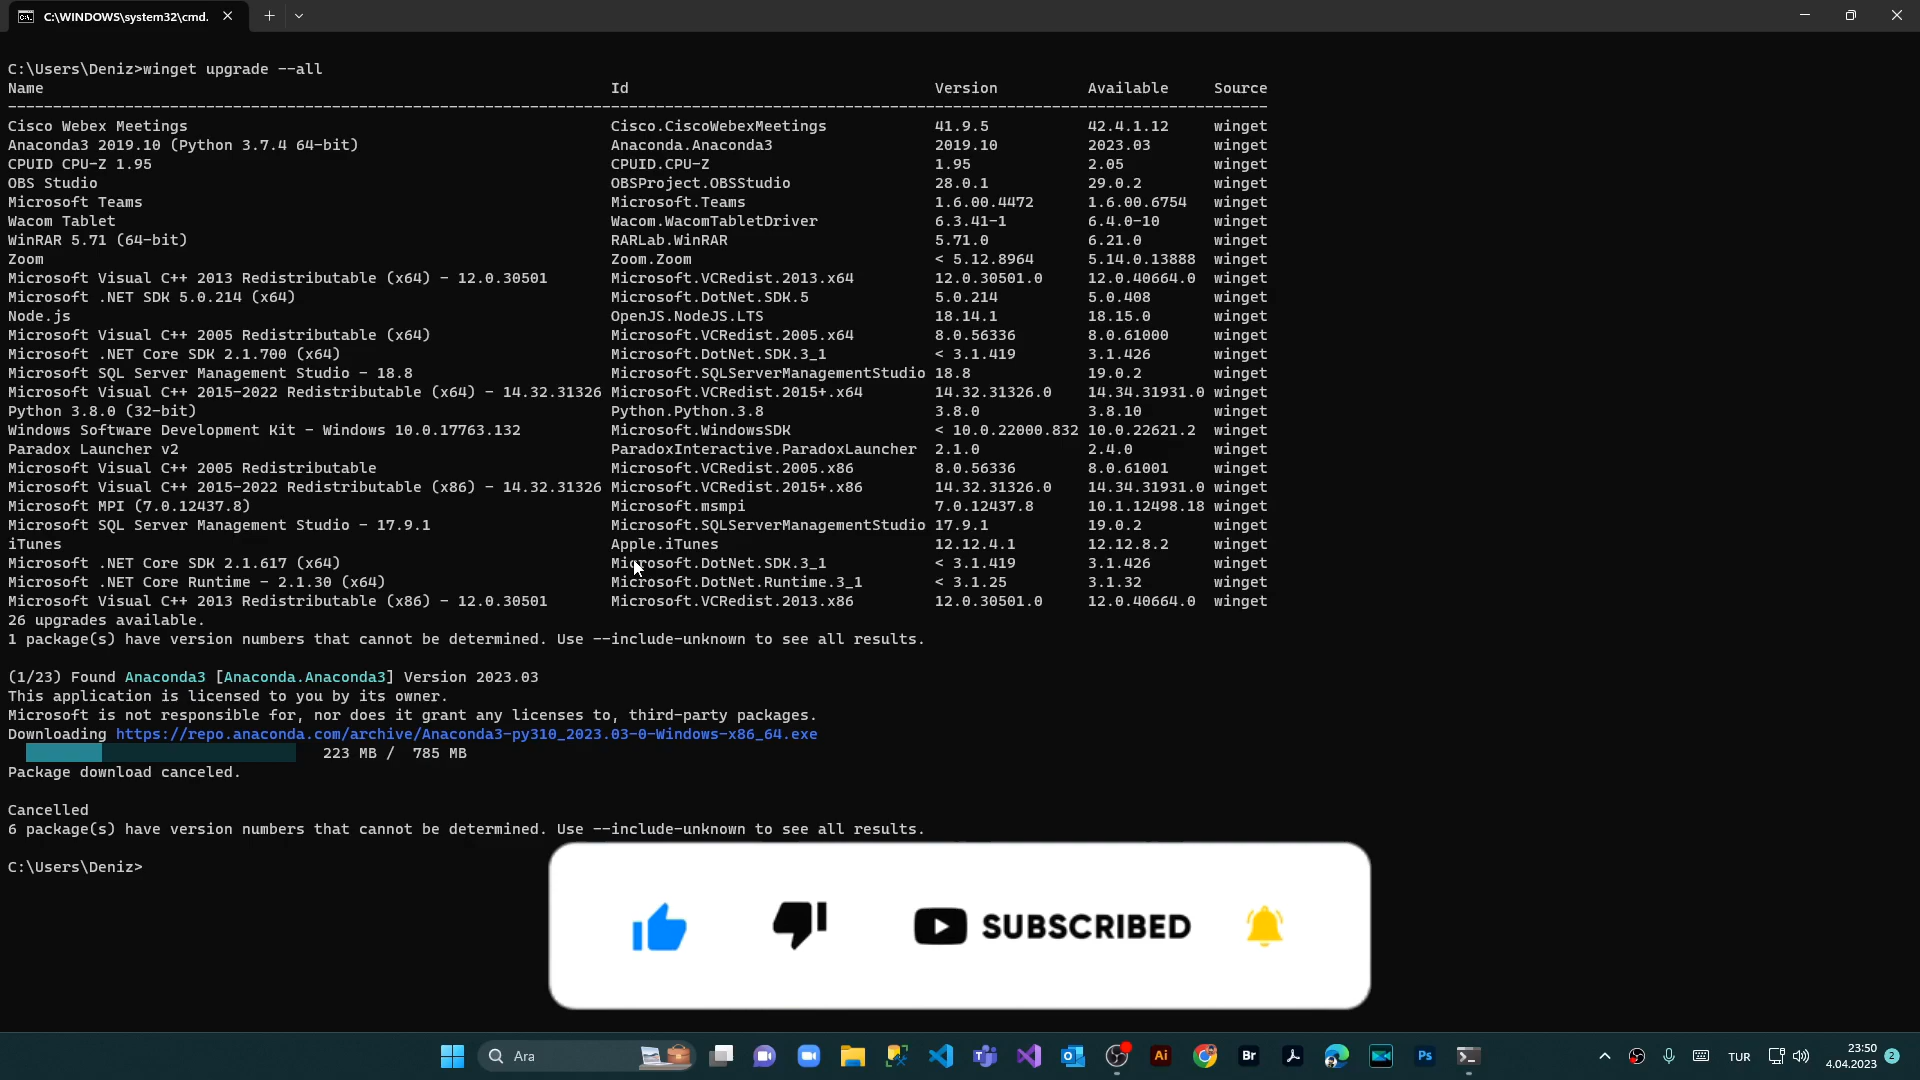 C:\WINDOWS\system32\cmd.
C:\Users\Deniz>winget upgrade --all
Name Id Version Available Source
Cisco Webex Meetings Cisco.CiscoWebexMeetings 41.9.5 42.4.1.12 winget
Anaconda3 2019.10 (Python 3.7.4 64-bit) Anaconda.Anaconda3 2019.10 2023.03 winget
CPUID CPU-Z 1.95 CPUID.CPU-Z 1.95 2.05 winget
OBS Studio OBSProject.OBSStudio 28.0.1 29.0.2 winget
Microsoft Teams Microsoft.Teams 1.6.00.4472 1.6.00.6754 winget
Wacom Tablet Wacom.WacomTabletDriver 6.3.41-1 6.4.0-10 winget
WinRAR 5.71 (64-bit) RARLab.WinRAR 5.71.0 6.21.0 winget
Zoom Zoom.Zoom < 5.12.8964 5.14.0.13888 winget
Microsoft Visual C++ 2013 Redistributable (x64) - 12.0.30501 Microsoft.VCRedist.2013.x64 12.0.30501.0 12.0.40664.0 winget
Microsoft .NET SDK 5.0.214 (x64) Microsoft.DotNet.SDK.5 5.0.214 5.0.408 winget
Node.js OpenJS.NodeJS.LTS 18.14.1 18.15.0 winget
Microsoft Visual C++ 2005 Redistributable (x64) Microsoft.VCRedist.2005.x64 8.0.56336 8.0.61000 winget
Microsoft .NET Core SDK 2.1.700 (x64) Microsoft.DotNet.SDK.3_1 < 3.1.419 3.1.426 winget
Microsoft SQL Server Management Studio - 18.8 Microsoft.SQLServerManagementStudio 18.8 19.0.2 winget
Microsoft Visual C++ 2015-2022 Redistributable (x64) - 14.32.31326 Microsoft.VCRedist.2015+.x64 14.32.31326.0 14.34.31931.0 winget
Python 3.8.0 (32-bit) Python.Python.3.8 3.8.0 3.8.10 winget
Windows Software Development Kit - Windows 10.0.17763.132 Microsoft.WindowsSDK < 10.0.22000.832 10.0.22621.2 winget
Paradox Launcher v2 ParadoxInteractive.ParadoxLauncher 2.1.0 2.4.0 winget
Microsoft Visual C++ 2005 Redistributable Microsoft.VCRedist.2005.x86 8.0.56336 8.0.61001 winget
Microsoft Visual C++ 2015-2022 Redistributable (x86) - 14.32.31326 Microsoft.VCRedist.2015+.x86 14.32.31326.0 14.34.31931.0 winget
Microsoft MPI (7.0.12437.8) Microsoft.msmpi 7.0.12437.8 10.1.12498.18 winget
Microsoft SQL Server Management Studio - 17.9.1 Microsoft.SQLServerManagementStudio 17.9.1 19.0.2 winget
iTunes Apple.iTunes 12.12.4.1 12.12.8.2 winget
Microsoft .NET Core SDK 2.1.617 (x64) Microsoft.DotNet.SDK.3_1 < 3.1.419 3.1.426 winget
Microsoft .NET Core Runtime - 2.1.30 (x64) Microsoft.DotNet.Runtime.3_1 < 3.1.25 3.1.32 winget
Microsoft Visual C++ 2013 Redistributable (x86) - 12.0.30501 Microsoft.VCRedist.2013.x86 12.0.30501.0 12.0.40664.0 winget
26 upgrades available.
1 package(s) have version numbers that cannot be determined. Use --include-unknown to see all results.
(1/23) Found Anaconda3 [Anaconda.Anaconda3] Version 2023.03
This application is licensed to you by its owner.
Microsoft is not responsible for, nor does it grant any licenses to, third-party packages.
Downloading https://repo.anaconda.com/archive/Anaconda3-py310_2023.03-0-Windows-x86_64.exe
223 MB / 785 MB
Package download canceled.
Cancelled
6 package(s) have version numbers that cannot be determined. Use --include-unknown to see all results.
C:\Users\Deniz>
SUBSCRIBED
Ara
Ai
Br
Ps
TUR
23:50
4.04.2023
2